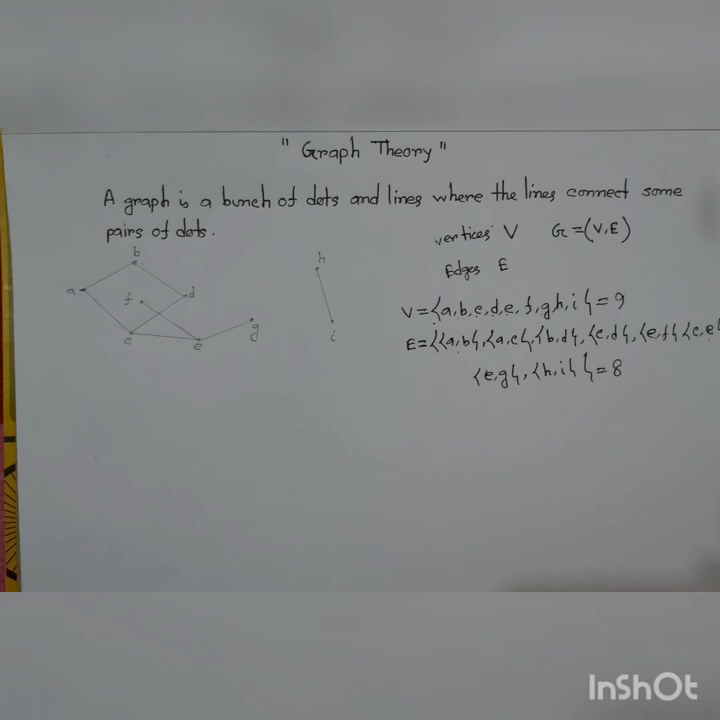 "Graph Theory"
A graph is a bunch of dots and lines where the lines connect some
pairs of dots.
vertices V G=(V,E)
Edges E
b
a
f
d
c
e
g
h
i
V={a,b,c,d,e,f,g,h,i}=9
E={{a,b},{a,c},{b,d},{c,d},{e,f},{c,e}
{e,g},{h,i}}=8
InShOt